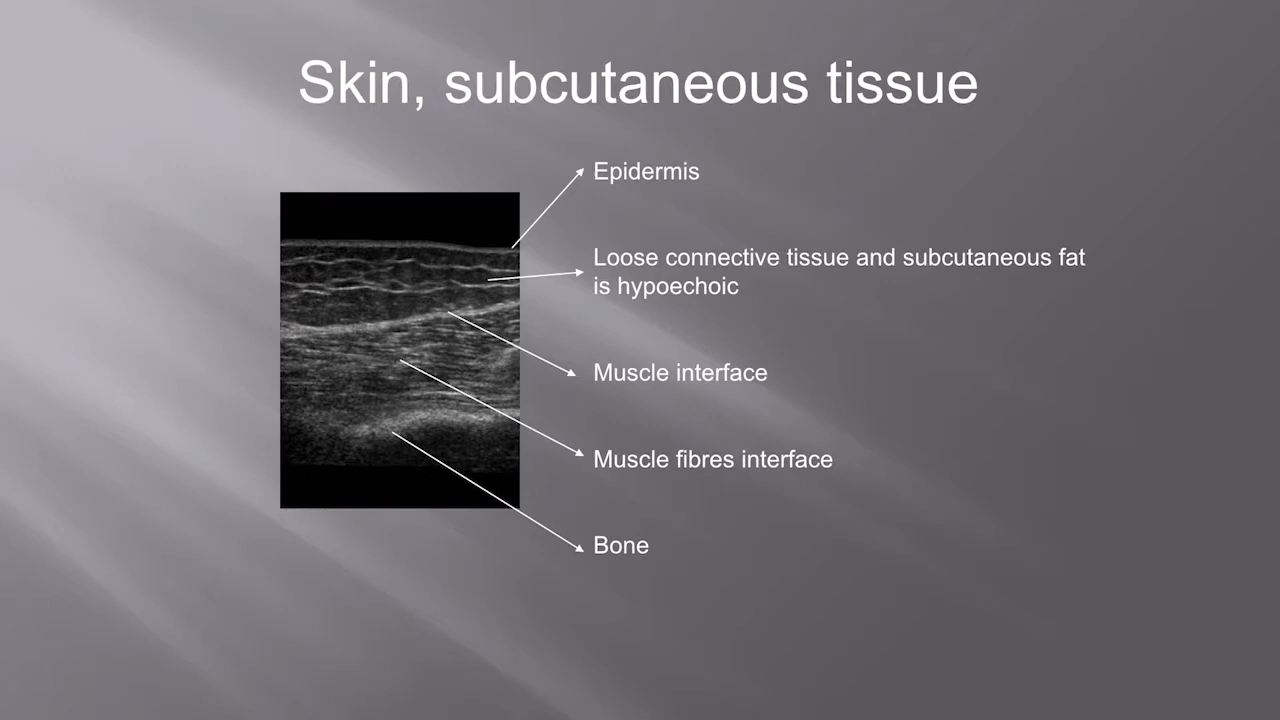 Skin, subcutaneous tissue
Epidermis
Loose connective tissue and subcutaneous fat
is hypoechoic
Muscle interface
Muscle fibres interface
Bone